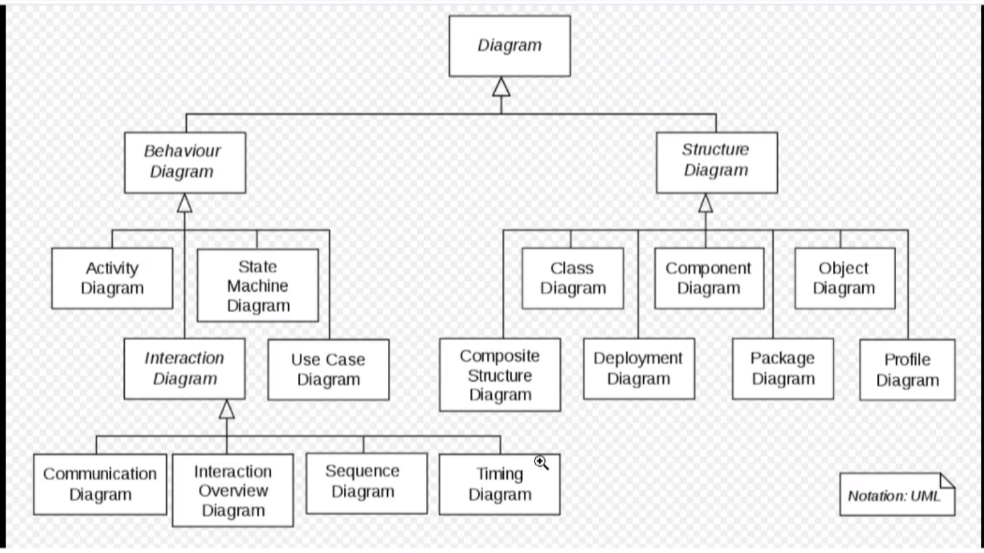 Diagram
Behaviour
Diagram
Structure
Diagram
Activity
Diagram
State
Machine
Diagram
Class
Diagram
Component
Diagram
Object
Diagram
Interaction
Diagram
Use Case
Diagram
Composite
Structure
Diagram
Deployment
Diagram
Package
Diagram
Profile
Diagram
Communication
Diagram
Interaction
Overview
Diagram
Sequence
Diagram
Timing
Diagram
Notation: UML